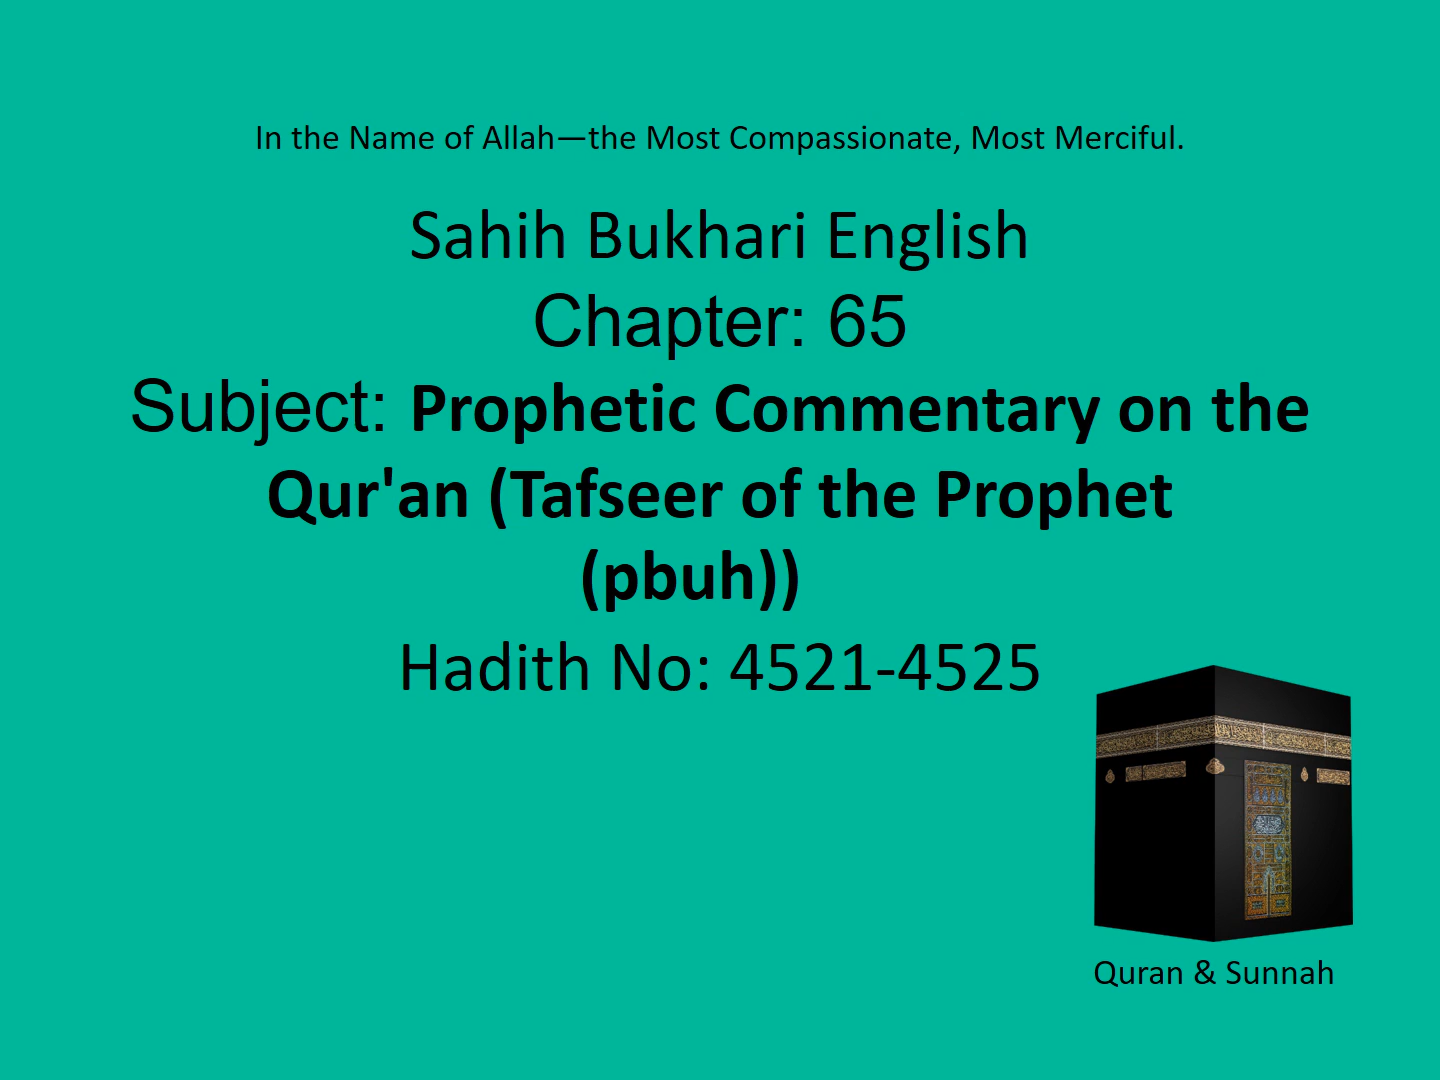 In the Name of Allah—the Most Compassionate, Most Merciful.
Sahih Bukhari English
Chapter: 65
Subject: Prophetic Commentary on the
Qur'an (Tafseer of the Prophet
(pbuh))
Hadith No: 4521-4525
Quran & Sunnah